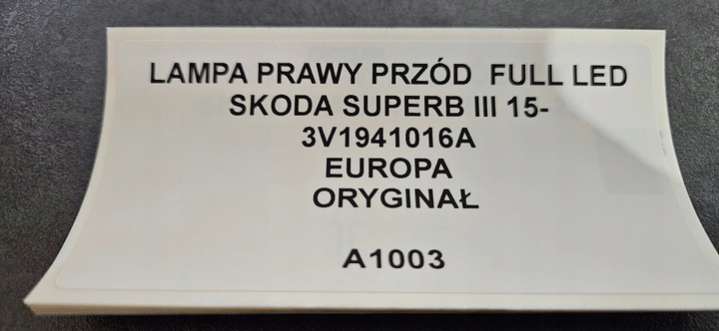 LAMPA PRAWY PRZÓD FULL LED
SKODA SUPERB III 15-
3V1941016A
EUROPA
ORYGINAŁ
A1003